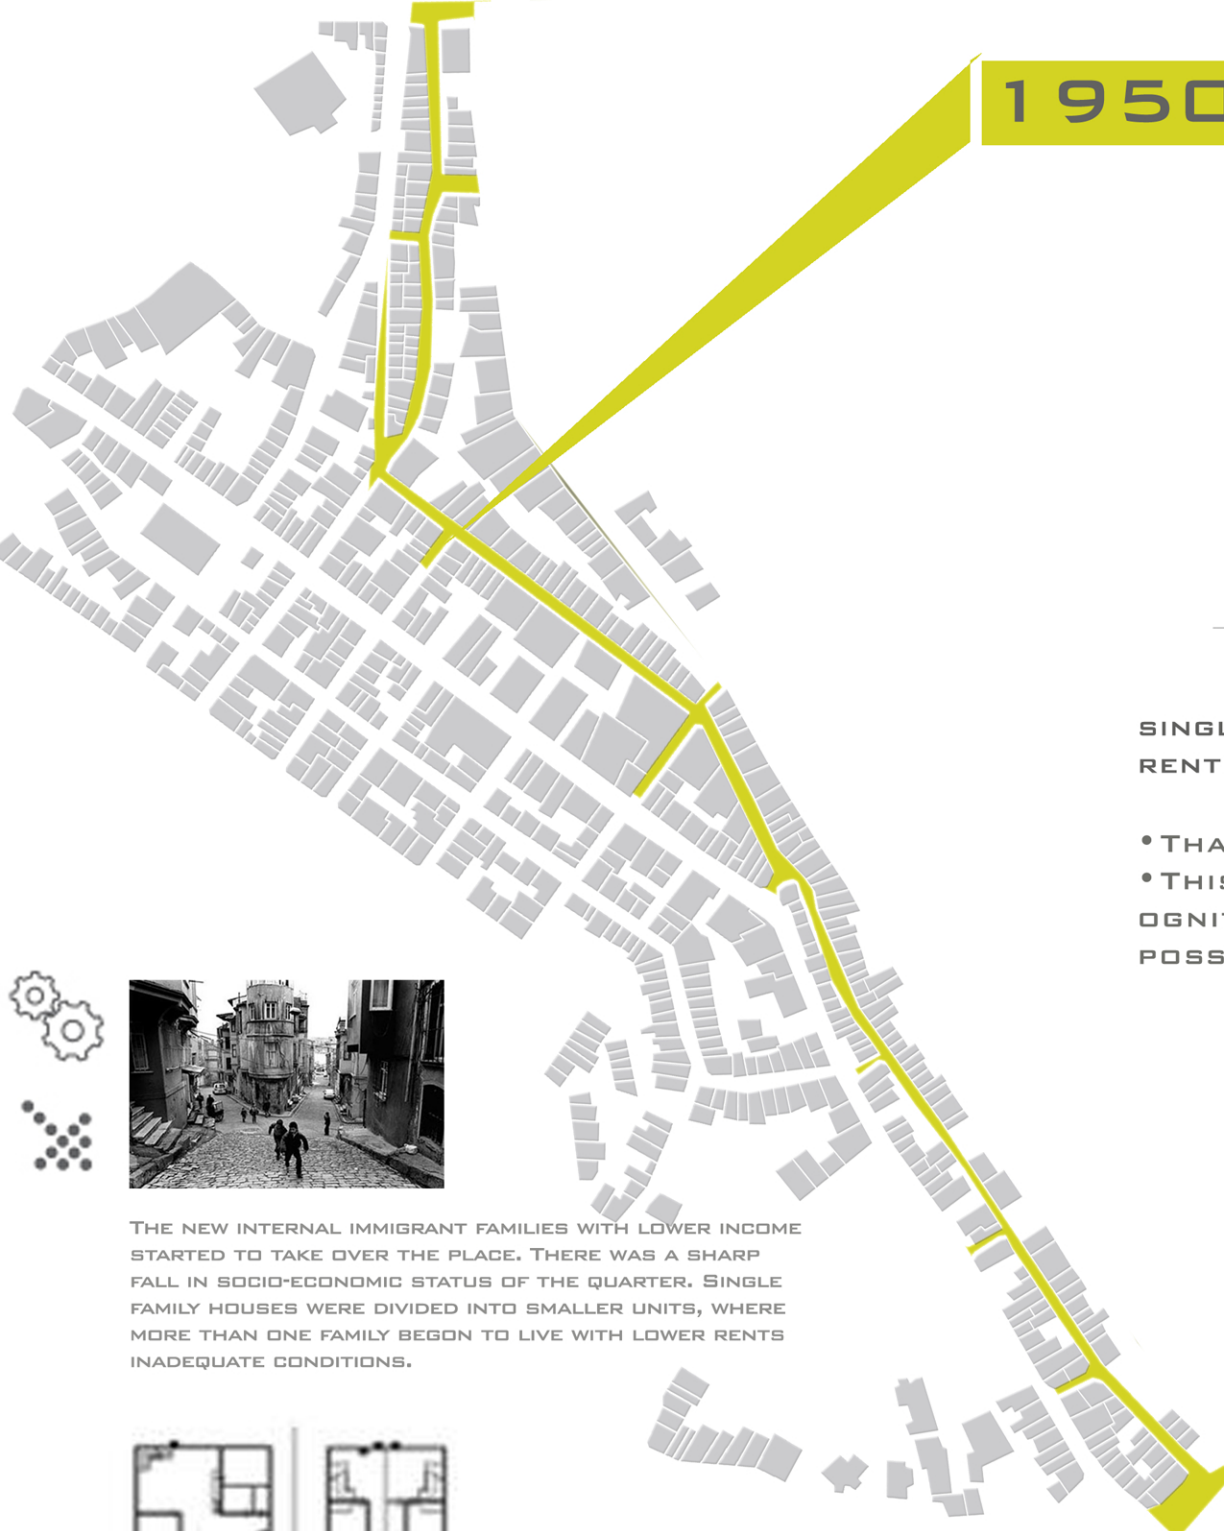 1950
SINGL
RENT
•THA
•THIS
OGNIT
POSS
THE NEW INTERNAL IMMIGRANT FAMILIES WITH LOWER INCOME
STARTED TO TAKE OVER THE PLACE. THERE WAS A SHARP
FALL IN SOCIO-ECONOMIC STATUS OF THE QUARTER. SINGLE
FAMILY HOUSES WERE DIVIDED INTO SMALLER UNITS, WHERE
MORE THAN ONE FAMILY BEGON TO LIVE WITH LOWER RENTS
INADEQUATE CONDITIONS.